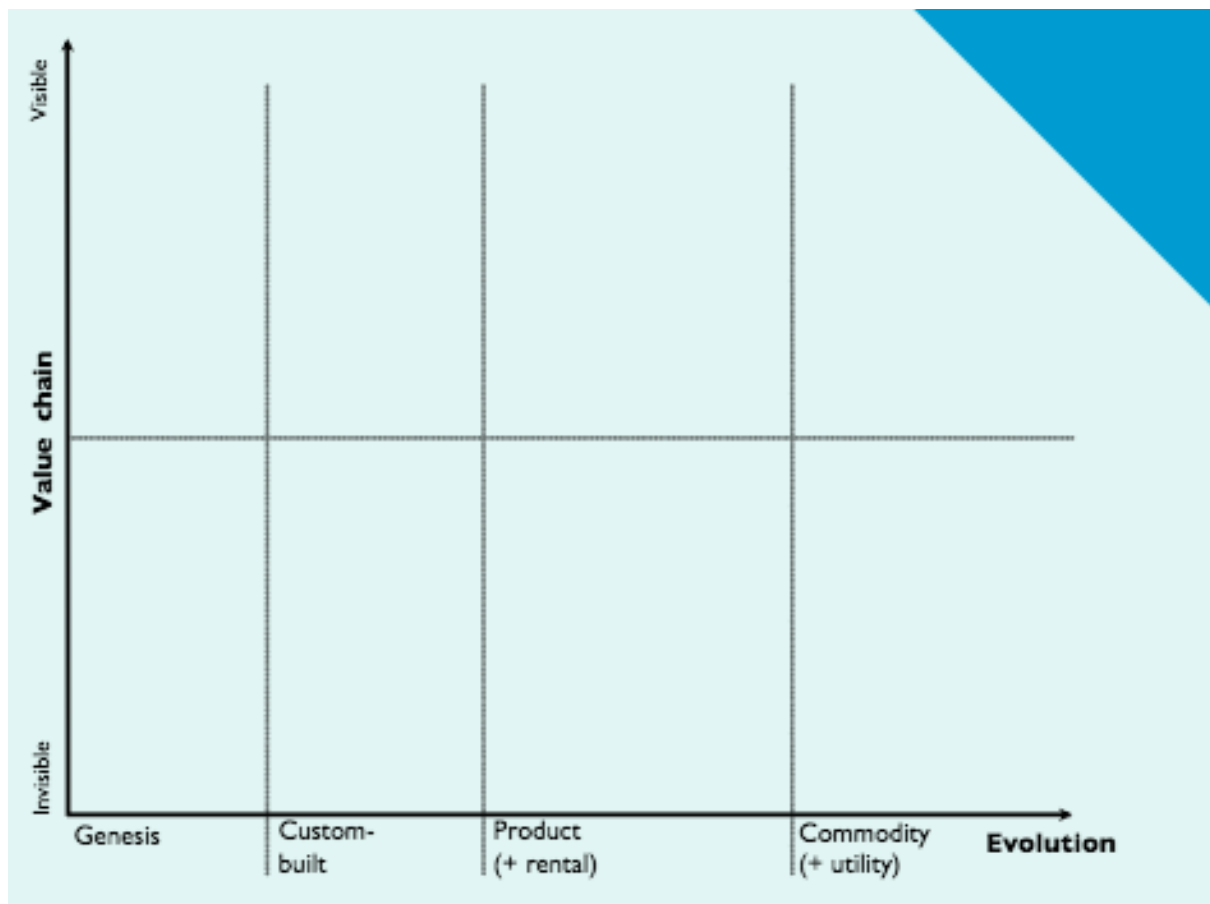 Visible
Value chain
Invisible
Genesis
Custom-
built
Product
(+ rental)
Commodity
(+ utility)
Evolution